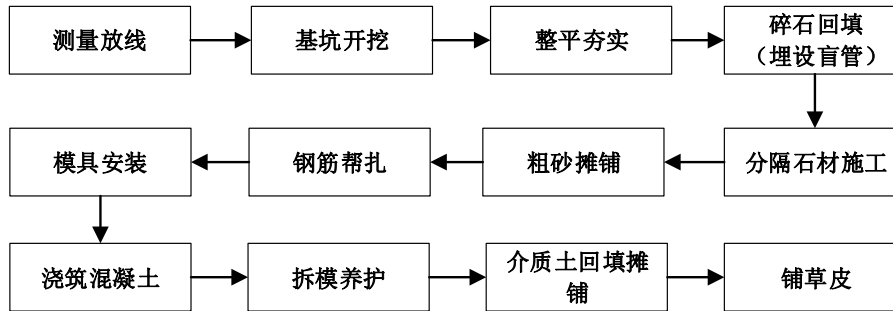 测量放线
基坑开挖
整平夯实
碎石回填
（埋设盲管）
模具安装
钢筋帮扎
粗砂摊铺
分隔石材施工
浇筑混凝土
拆模养护
介质土回填摊
铺
铺草皮